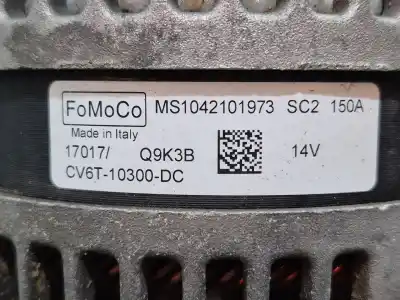 FoMoCo MS1042101973 SC2 150A
Made in Italy
17017/ Q9K3B 14V
CV6T-10300-DC